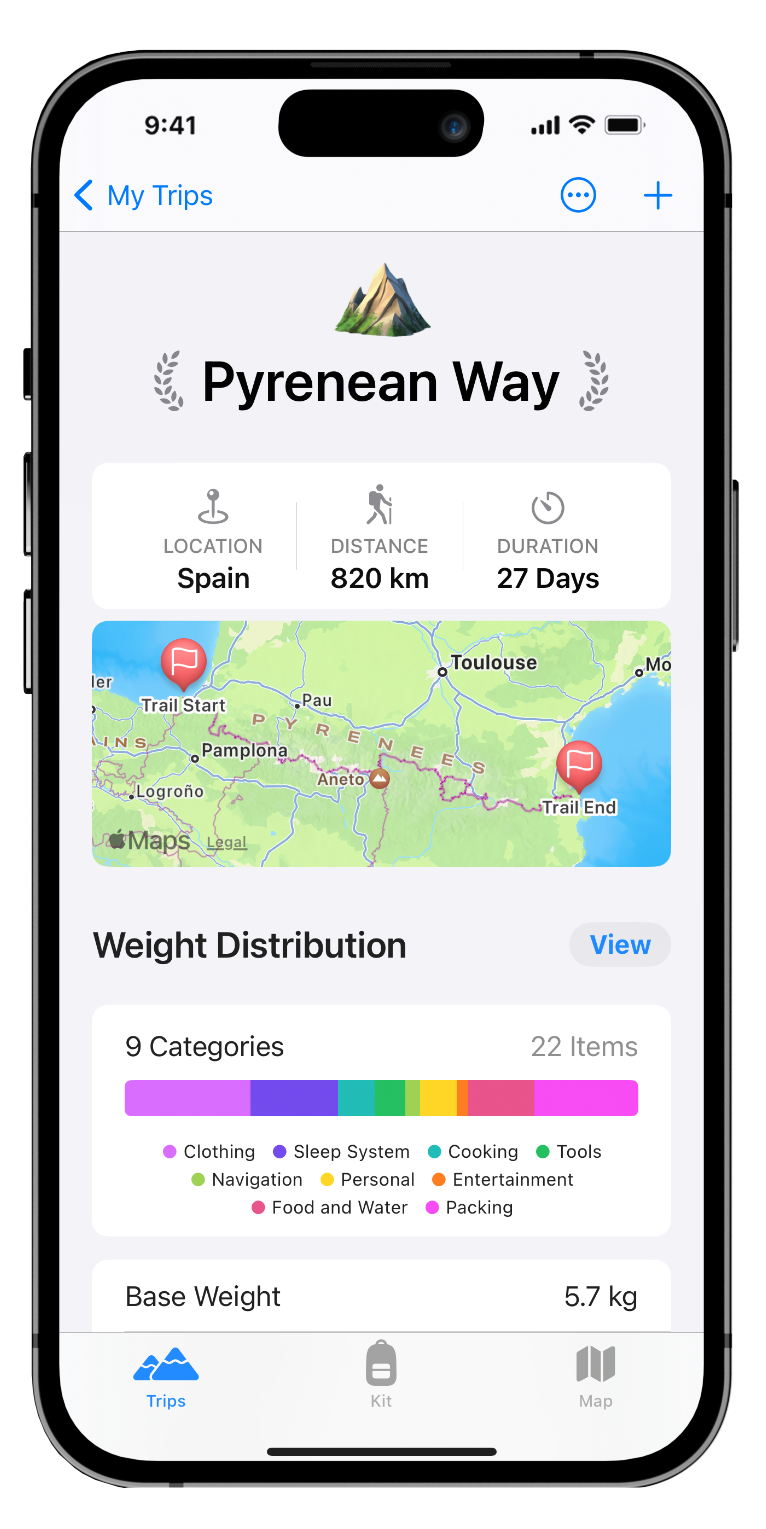 9:41
My Trips
Pyrenean Way
LOCATION DISTANCE DURATION
Spain 820 km 27 Days
Toulouse
Mo
ler
Trail Start
Pau
PYRENEES
AINS
Pamplona
Aneto
Logroño
Trail End
Maps Legal
Weight Distribution View
9 Categories 22 Items
Clothing Sleep System Cooking Tools
Navigation Personal Entertainment
Food and Water Packing
Base Weight 5.7 kg
Trips Kit Map